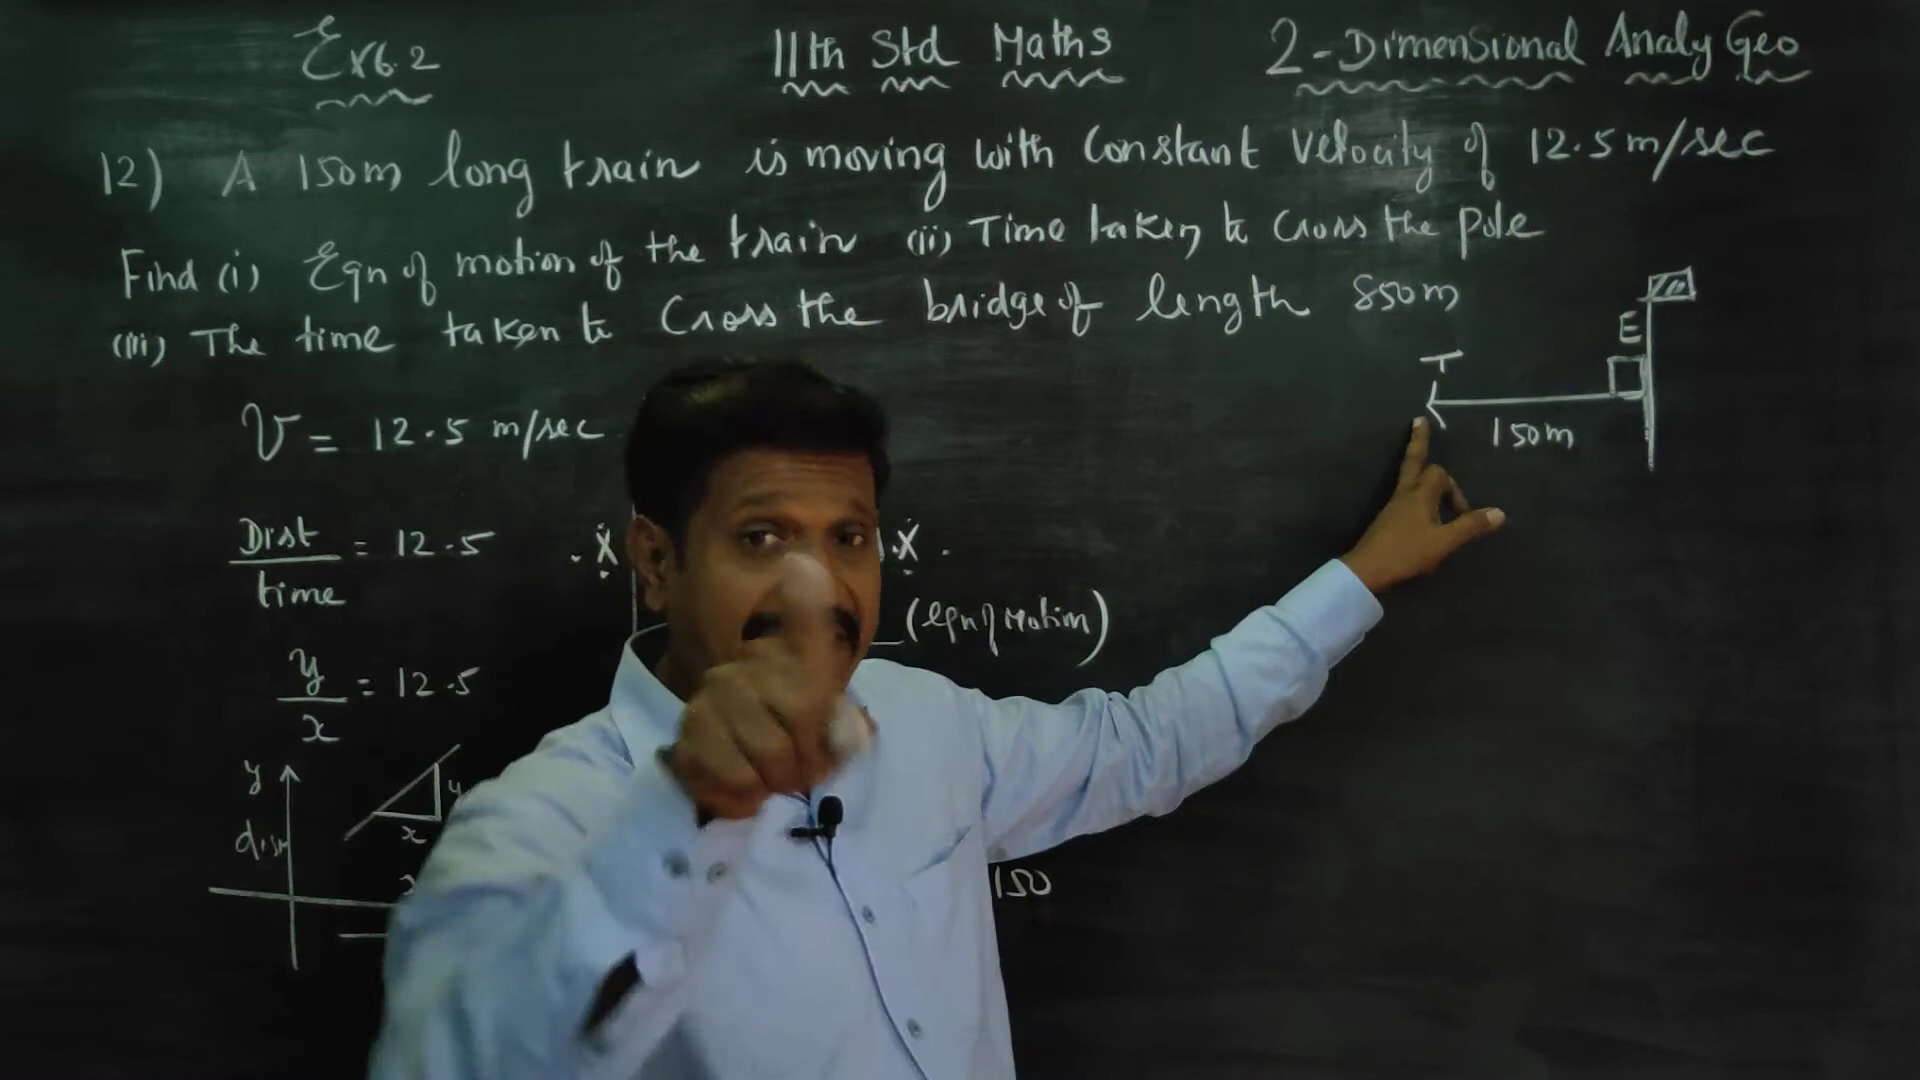 Ex 6.2
11th Std Maths
2-Dimensional Analy Geo
12) A 150m long train is moving with constant velocity of 12.5 m/sec
Find (i) Eqn of motion of the train (ii) Time taken to cross the pole
(iii) The time taken to cross the bridge of length 850m
E
T
150m
V = 12.5 m/sec
Dist/time = 12.5
. X
. X .
(eqn of motion)
y/x = 12.5
y
dist
y
x
x
150